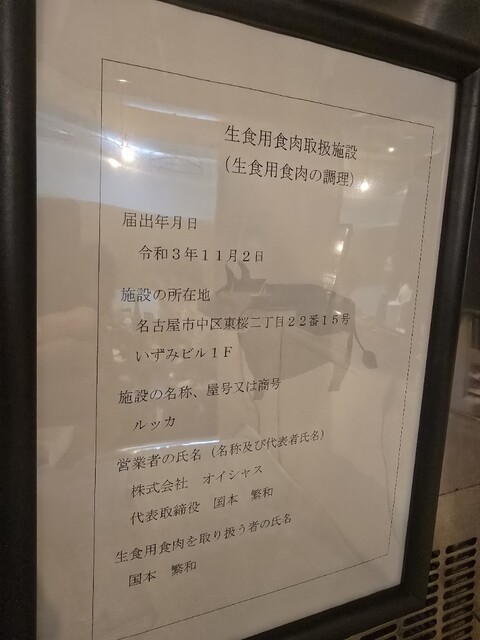 生食用食肉取扱施設
(生食用食肉の調理)
届出年月日
令和３年１１月２日
施設の所在地
名古屋市中区東桜二丁目２２番１５号
いずみビル１Ｆ
施設の名称、屋号又は商号
ルッカ
営業者の氏名(名称及び代表者氏名)
株式会社　オイシャス
代表取締役　国本　繁和
生食用食肉を取り扱う者の氏名
国本　繁和